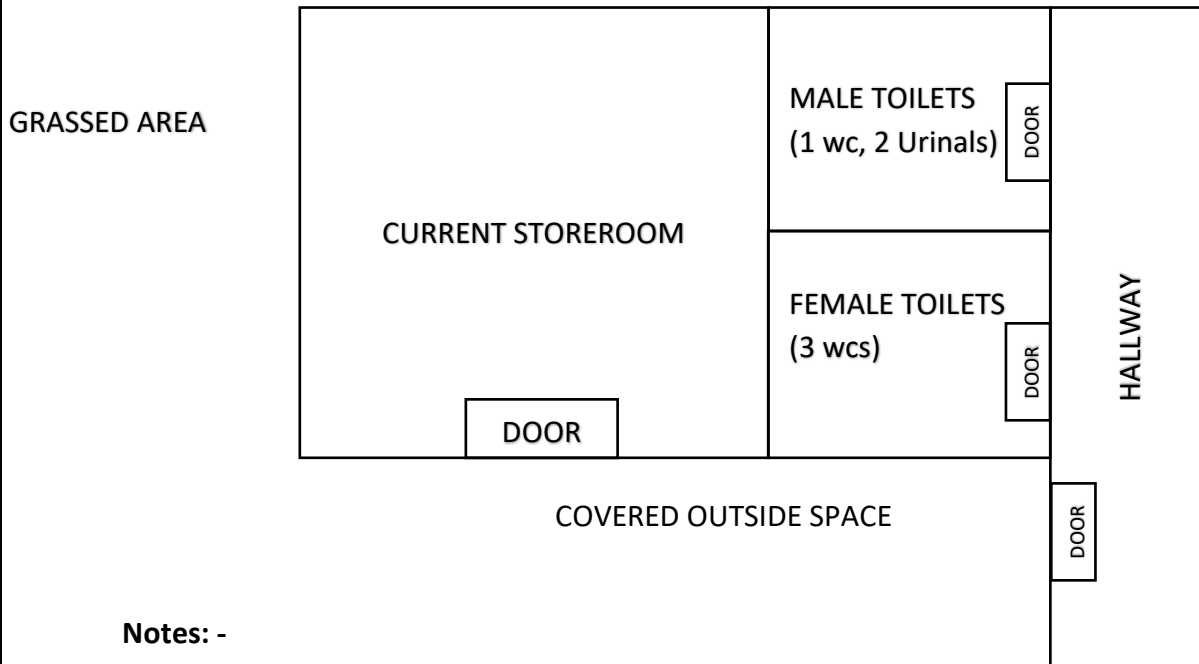 GRASSED AREA
MALE TOILETS
(1 wc, 2 Urinals)
DOOR
CURRENT STOREROOM
FEMALE TOILETS
(3 wcs)
DOOR
HALLWAY
DOOR
COVERED OUTSIDE SPACE
DOOR
Notes: -